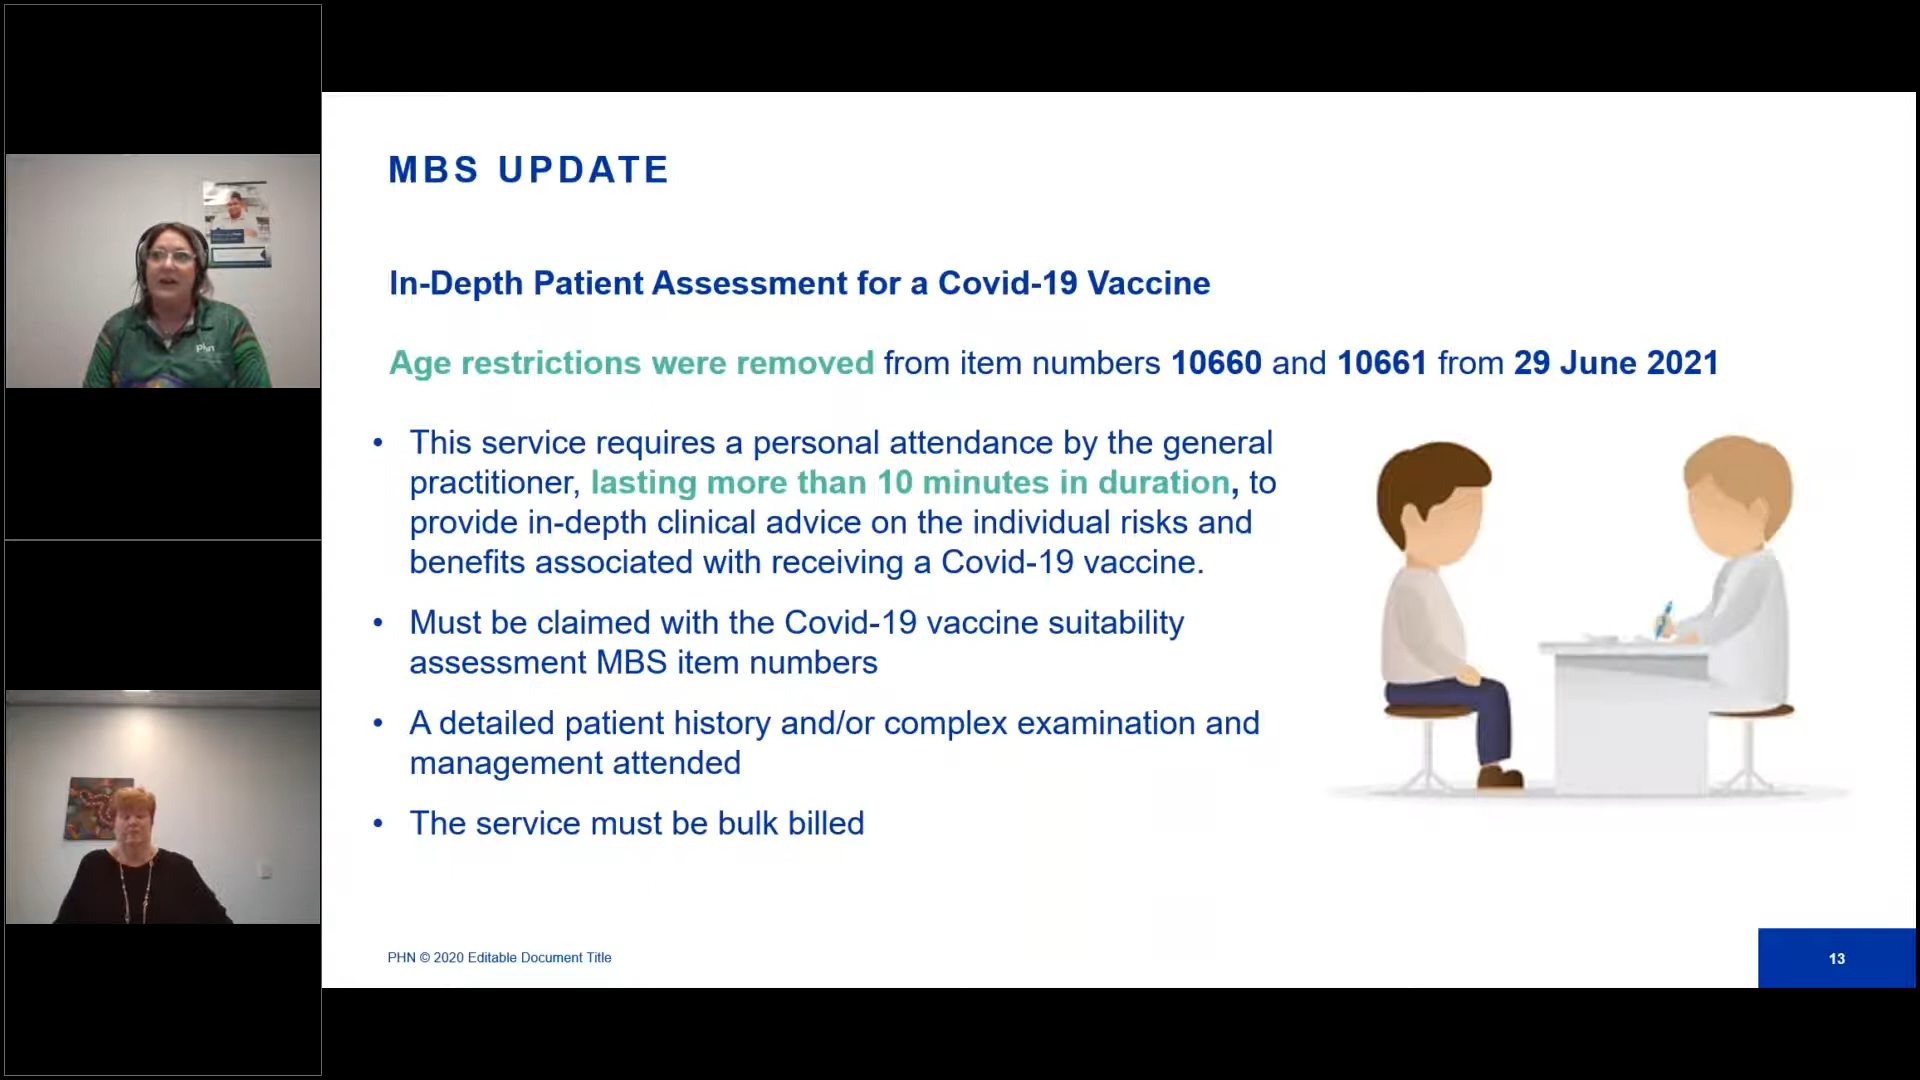 MBS UPDATE
In-Depth Patient Assessment for a Covid-19 Vaccine
Age restrictions were removed from item numbers 10660 and 10661 from 29 June 2021
• This service requires a personal attendance by the general
practitioner, lasting more than 10 minutes in duration, to
provide in-depth clinical advice on the individual risks and
benefits associated with receiving a Covid-19 vaccine.
• Must be claimed with the Covid-19 vaccine suitability
assessment MBS item numbers
• A detailed patient history and/or complex examination and
management attended
• The service must be bulk billed
PHN © 2020 Editable Document Title
13
phn